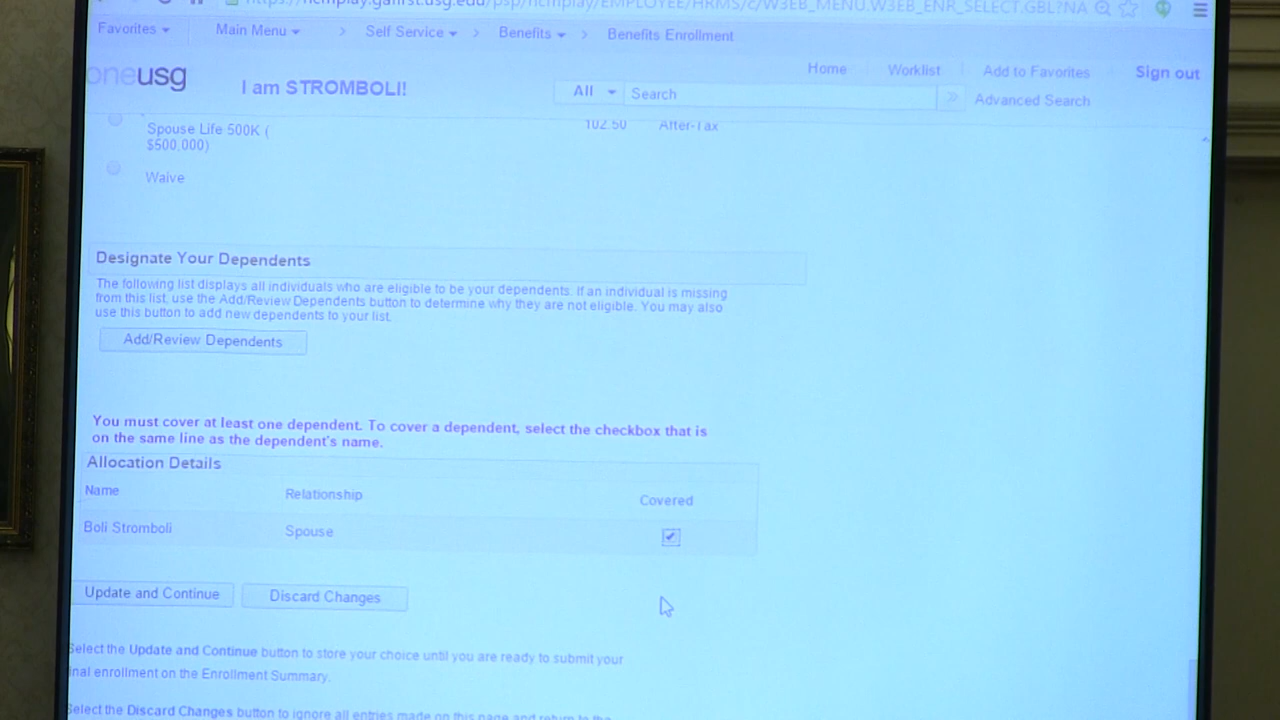 Favorites Main Menu > Self Service > Benefits > Benefits Enrollment
oneusg I am STROMBOLI! Home Worklist Add to Favorites Sign out
All Search >> Advanced Search
Spouse Life 500K ( 102.50 After-Tax
$500,000)
Waive
Designate Your Dependents
The following list displays all individuals who are eligible to be your dependents. If an individual is missing
from this list, use the Add/Review Dependents button to determine why they are not eligible. You may also
use this button to add new dependents to your list.
Add/Review Dependents
You must cover at least one dependent. To cover a dependent, select the checkbox that is
on the same line as the dependent's name.
Allocation Details
Name Relationship Covered
Boli Stromboli Spouse
Update and Continue Discard Changes
Select the Update and Continue button to store your choice until you are ready to submit your
inal enrollment on the Enrollment Summary.
Select the Discard Changes button to ignore all entries made on this page and return to the